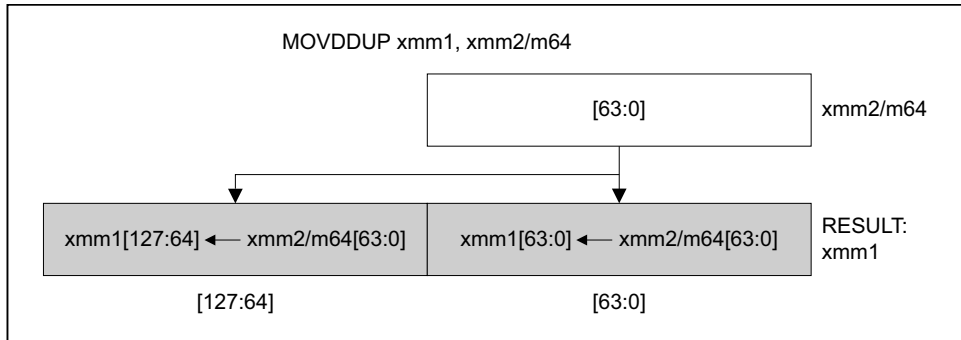 MOVDDUP xmm1, xmm2/m64
[63:0]
xmm2/m64
xmm1[127:64] ← xmm2/m64[63:0]
xmm1[63:0] ← xmm2/m64[63:0]
RESULT:
xmm1
[127:64]
[63:0]